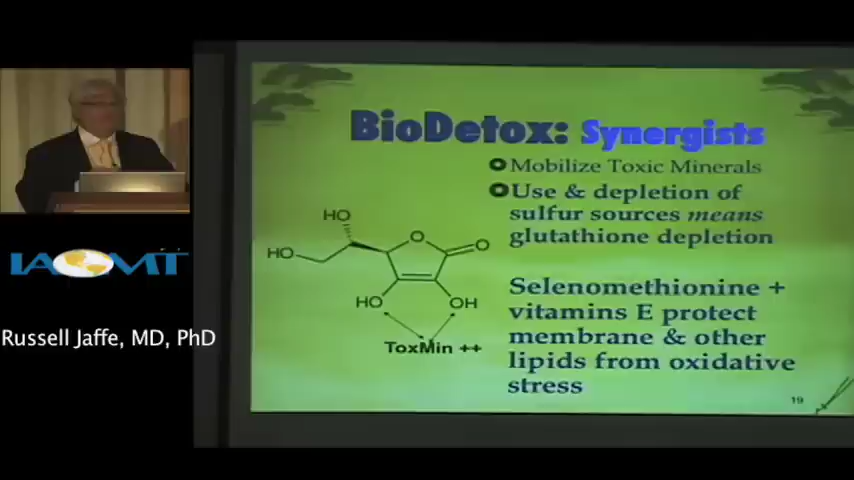 BioDetox: Synergists
Mobilize Toxic Minerals
Use & depletion of
sulfur sources means
glutathione depletion
HO
HO
O
O
HO
OH
ToxMin ++
Selenomethionine +
vitamins E protect
membrane & other
lipids from oxidative
stress
19
IAOMT
Russell Jaffe, MD, PhD